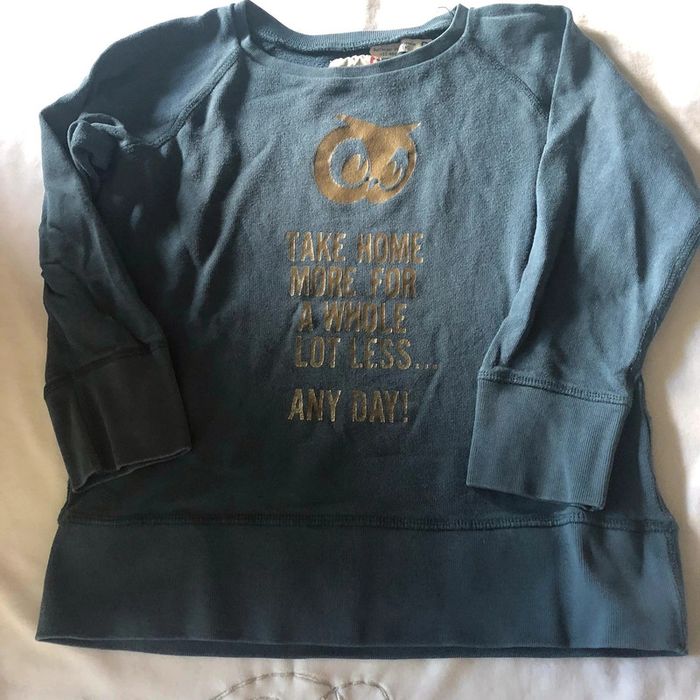 TAKE HOME
MORE FOR
A WHOLE
LOT LESS...
ANY DAY!